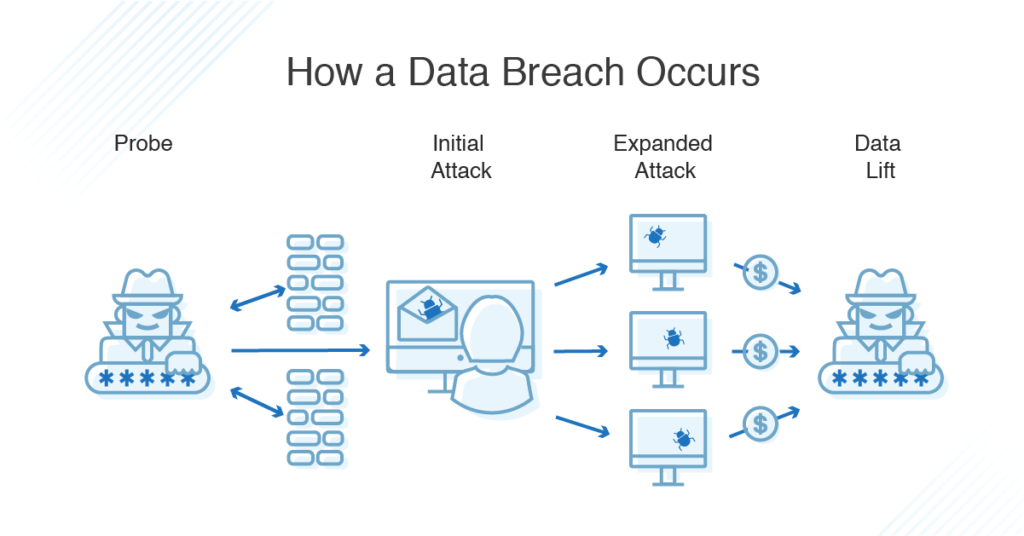 How a Data Breach Occurs
Probe
Initial
Attack
Expanded
Attack
Data
Lift
*****
$
$
$
*****